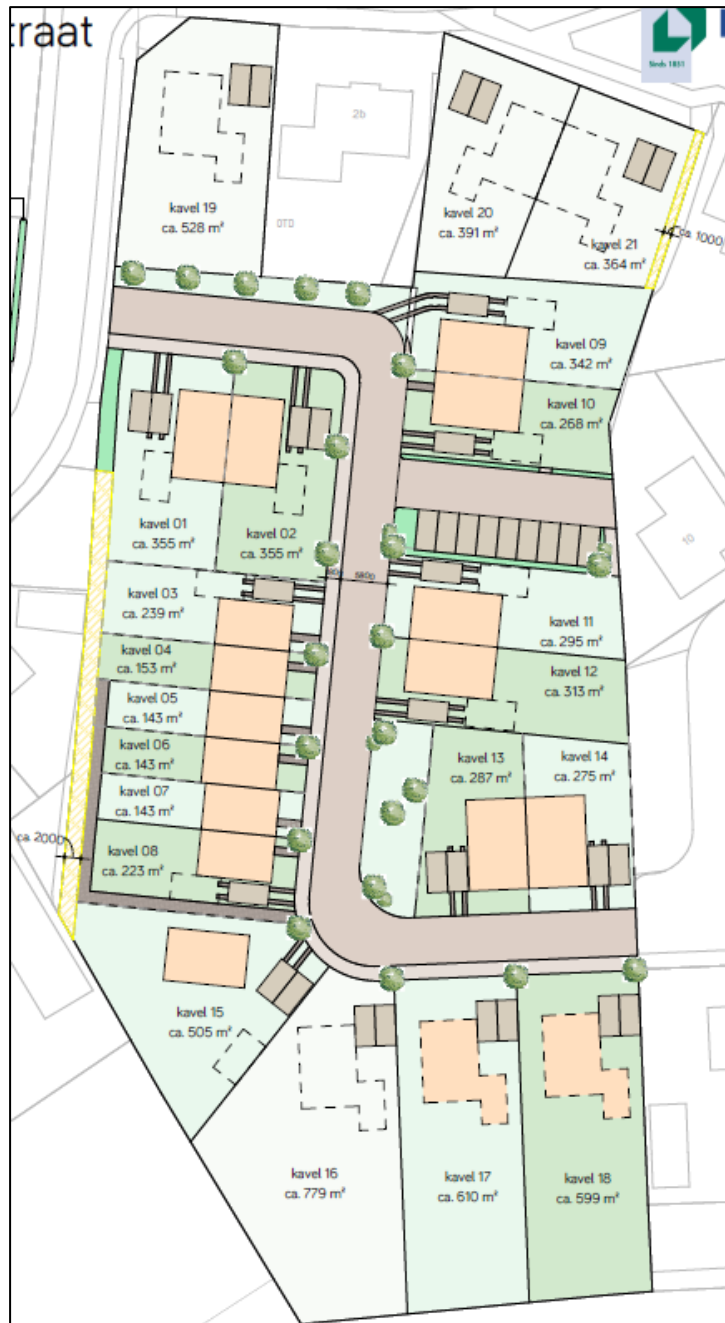 traat
Sinds 1851
2b
kavel 19
ca. 528 m²
kavel 20
ca. 391 m²
kavel 21
ca. 364 m²
ca. 1000
kavel 09
ca. 342 m²
kavel 10
ca. 268 m²
kavel 01
ca. 355 m²
kavel 02
ca. 355 m²
10
5800
kavel 03
ca. 239 m²
kavel 11
ca. 295 m²
kavel 04
ca. 153 m²
kavel 12
ca. 313 m²
kavel 05
ca. 143 m²
kavel 06
ca. 143 m²
kavel 13
ca. 287 m²
kavel 14
ca. 275 m²
kavel 07
ca. 143 m²
ca. 2000
kavel 08
ca. 223 m²
kavel 15
ca. 505 m²
kavel 16
ca. 779 m²
kavel 17
ca. 610 m²
kavel 18
ca. 599 m²